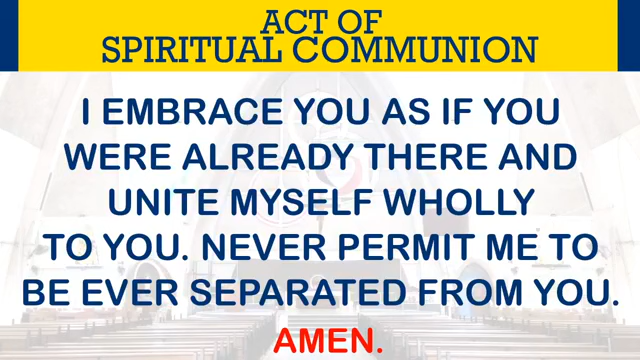 ACT OF
SPIRITUAL COMMUNION
I EMBRACE YOU AS IF YOU
WERE ALREADY THERE AND
UNITE MYSELF WHOLLY
TO YOU. NEVER PERMIT ME TO
BE EVER SEPARATED FROM YOU.
AMEN.